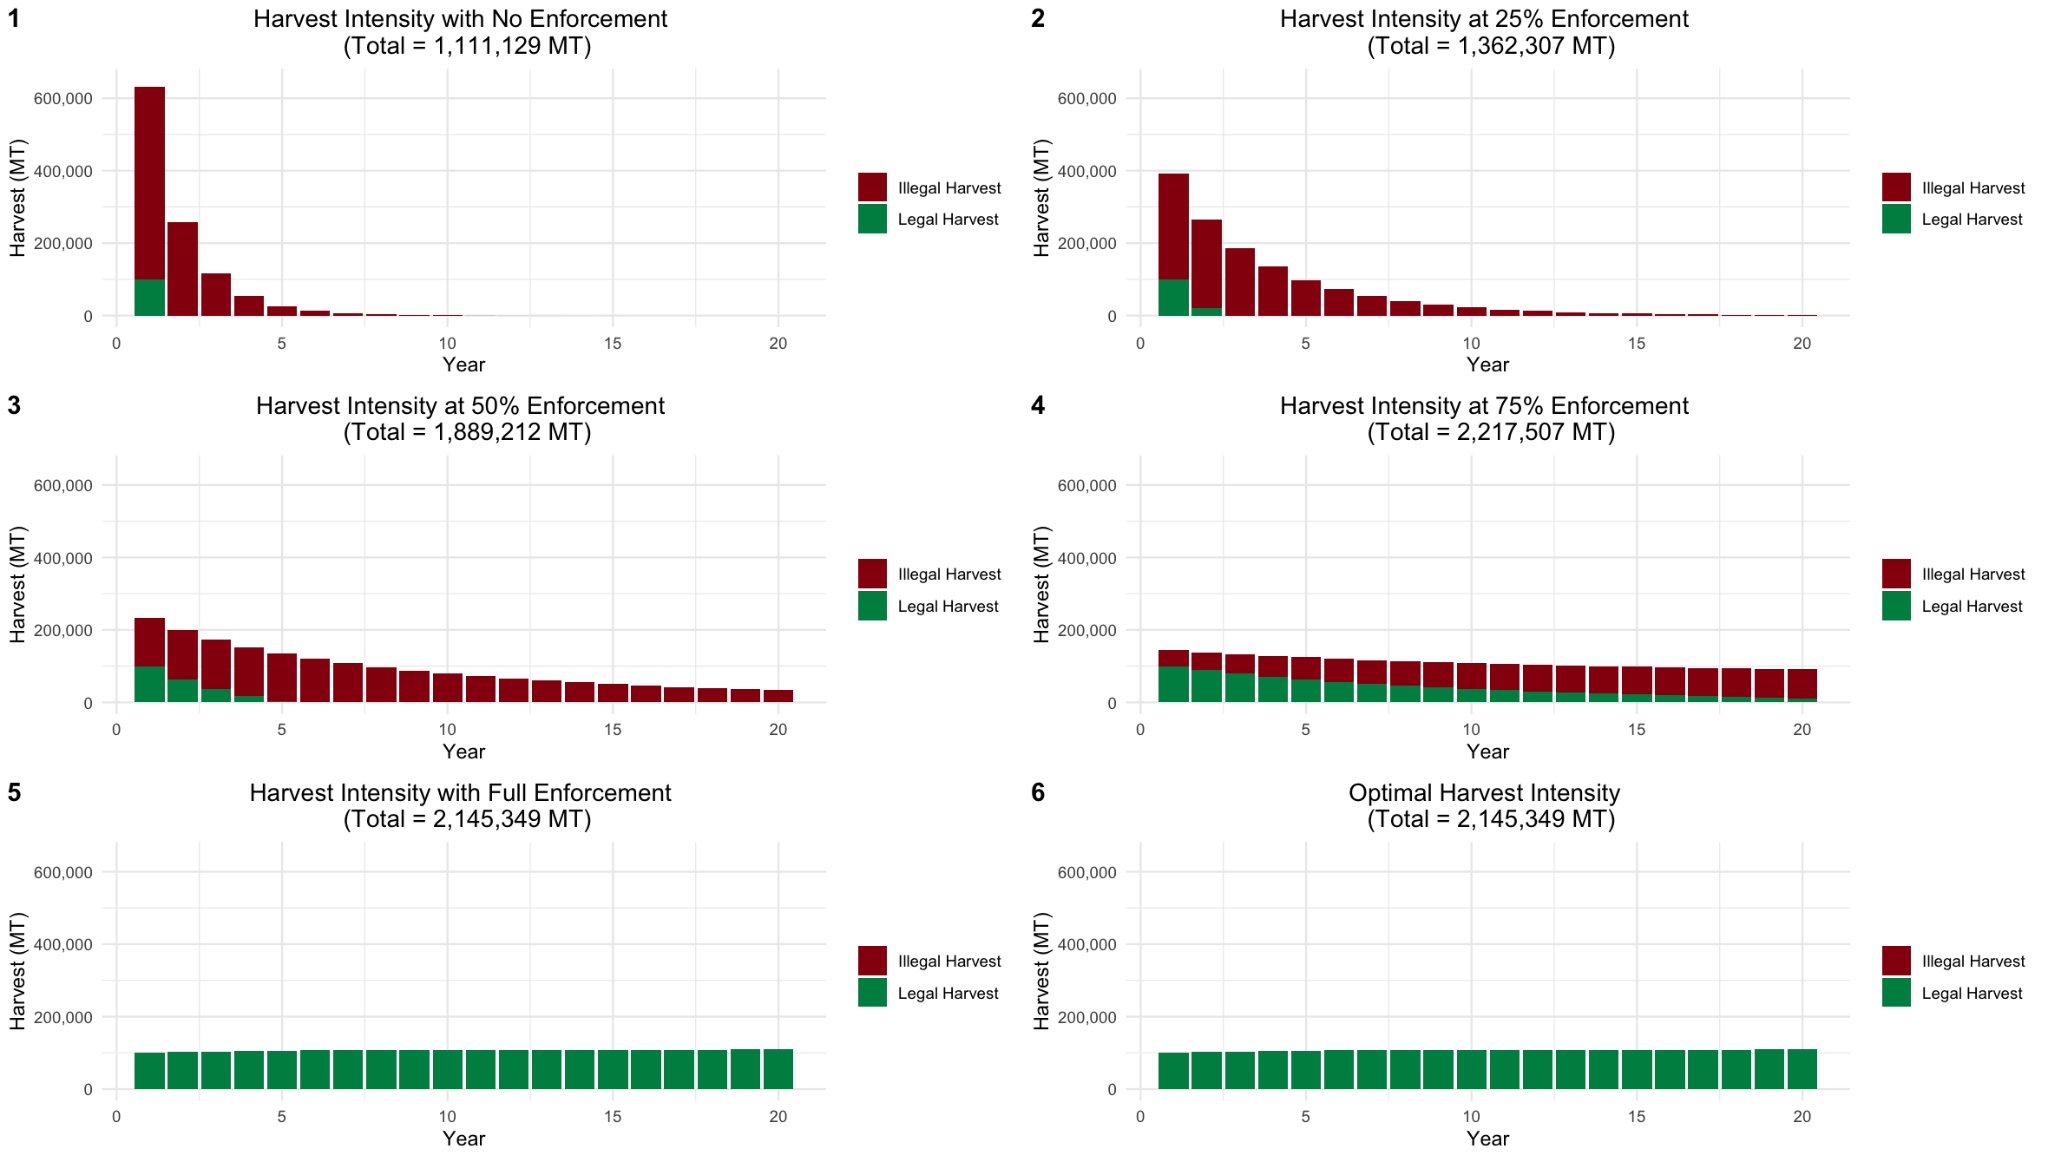 1
Harvest Intensity with No Enforcement
(Total = 1,111,129 MT)
Harvest (MT)
600,000
400,000
200,000
0
0 5 10 15 20
Year
Illegal Harvest
Legal Harvest
2
Harvest Intensity at 25% Enforcement
(Total = 1,362,307 MT)
Harvest (MT)
600,000
400,000
200,000
0
0 5 10 15 20
Year
Illegal Harvest
Legal Harvest
3
Harvest Intensity at 50% Enforcement
(Total = 1,889,212 MT)
Harvest (MT)
600,000
400,000
200,000
0
0 5 10 15 20
Year
Illegal Harvest
Legal Harvest
4
Harvest Intensity at 75% Enforcement
(Total = 2,217,507 MT)
Harvest (MT)
600,000
400,000
200,000
0
0 5 10 15 20
Year
Illegal Harvest
Legal Harvest
5
Harvest Intensity with Full Enforcement
(Total = 2,145,349 MT)
Harvest (MT)
600,000
400,000
200,000
0
0 5 10 15 20
Year
Illegal Harvest
Legal Harvest
6
Optimal Harvest Intensity
(Total = 2,145,349 MT)
Harvest (MT)
600,000
400,000
200,000
0
0 5 10 15 20
Year
Illegal Harvest
Legal Harvest